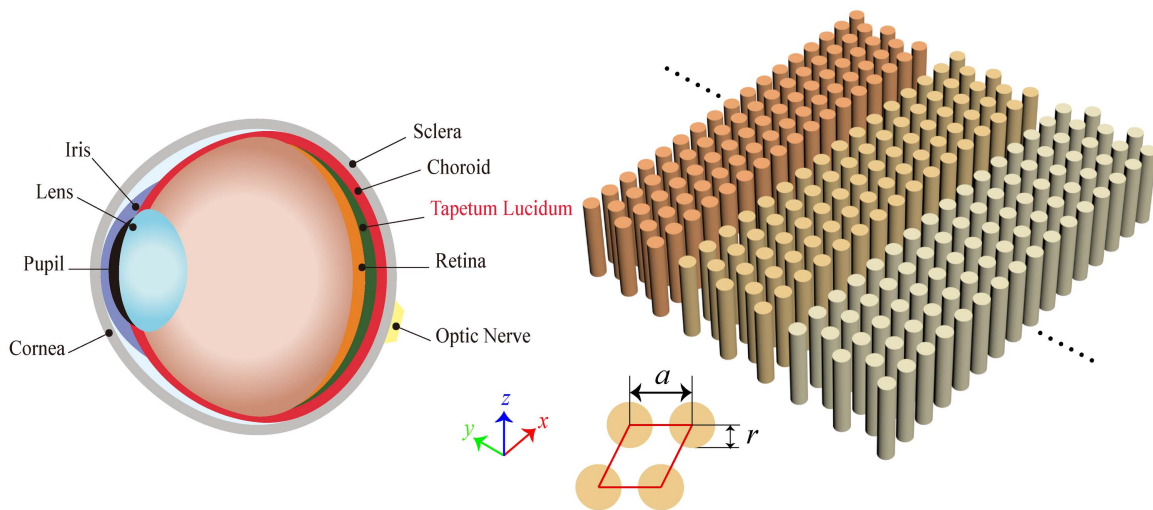 Sclera
Iris
Choroid
Lens
Tapetum Lucidum
Pupil
Retina
Optic Nerve
Cornea
a
z
y
x
r